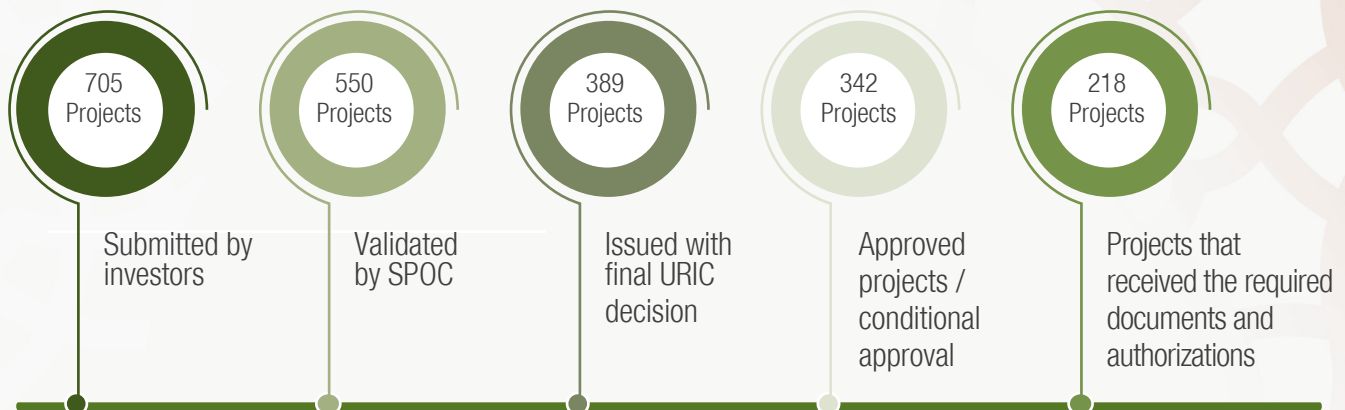 705
Projects
550
Projects
389
Projects
342
Projects
218
Projects
Submitted by
investors
Validated
by SPOC
Issued with
final URIC
decision
Approved
projects /
conditional
approval
Projects that
received the required
documents and
authorizations